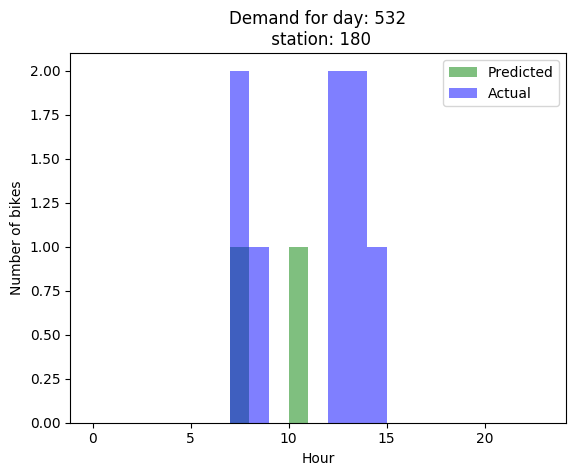 Demand for day: 532
station: 180
Predicted
Actual
Number of bikes
2.00
1.75
1.50
1.25
1.00
0.75
0.50
0.25
0.00
0 5 10 15 20
Hour